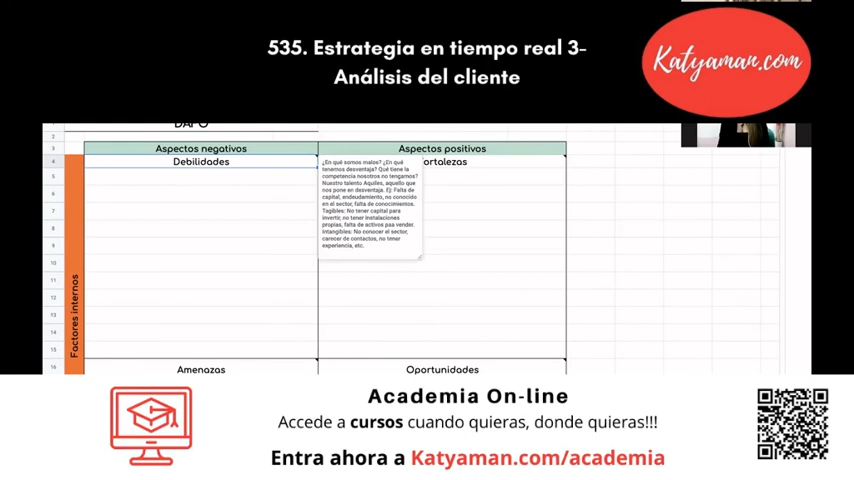 535. Estrategia en tiempo real 3-
Análisis del cliente
Katyaman.com
DAFO
2
3
Aspectos negativos
Aspectos positivos
4
Debilidades
ortalezas
¿En qué somos malos? ¿En qué
tenemos desventaja? Qué tiene la
competencia nosotros no tengamos?
Nuestro talento Aquiles, aquello que
nos pone en desventaja. Ej: Falta de
capital, endeudamiento, no conocido
en el sector, falta de conocimientos.
Tagibles: No tener capital para
invertir, no tener instalaciones
propias, falta de activos paa vender.
Intangibles: No conocer el sector,
carecer de contactos, no tener
experiencia, etc.
5
6
7
8
9
10
11
12
13
14
15
Factores internos
16
Amenazas
Oportunidades
Academia On-line
Accede a cursos cuando quieras, donde quieras!!!
Entra ahora a Katyaman.com/academia